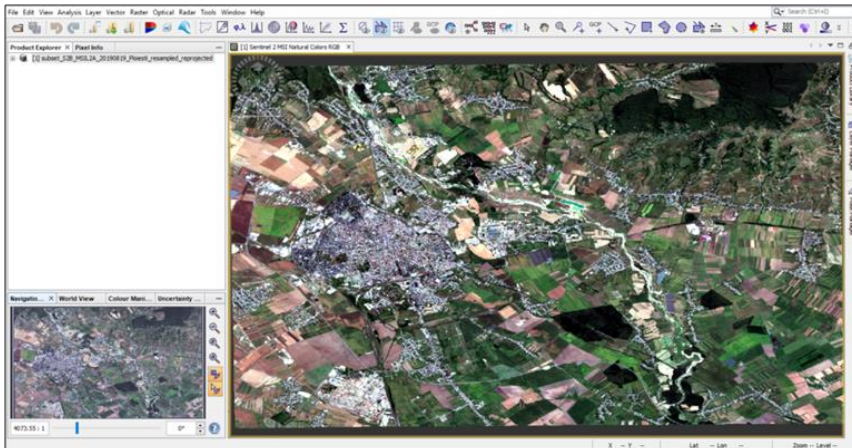 File Edit View Analysis Layer Vector Raster Optical Radar Tools Window Help
Search (Ctrl+I)
Product Explorer × Pixel Info
[1] subset_S2B_MSIL2A_20190819_Ploiesti_resampled_reprojected
[1] Sentinel 2 MSI Natural Colors RGB ×
GCP
GCP
Navigatio... × World View Colour Mani... Uncertainty ...
4073.55 : 1
0°
X -- Y -- Lat -- Lon -- Zoom -- Level --